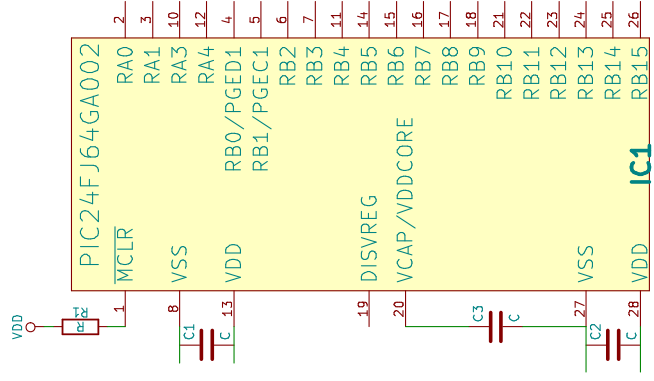 2
3
10
12
4
5
6
7
11
14
15
16
17
18
21
22
23
24
25
26
PIC24FJ64GA002
RA0
RA1
RA3
RA4
RB0/PGED1
RB1/PGEC1
RB2
RB3
RB4
RB5
RB6
RB7
RB8
RB9
RB10
RB11
RB12
RB13
RB14
RB15
IC1
MCLR
VSS
VDD
DISVREG
VCAP/VDDCORE
VSS
VDD
1
8
13
19
20
27
28
VDD
R1
R
C1
C
C3
C
C2
C